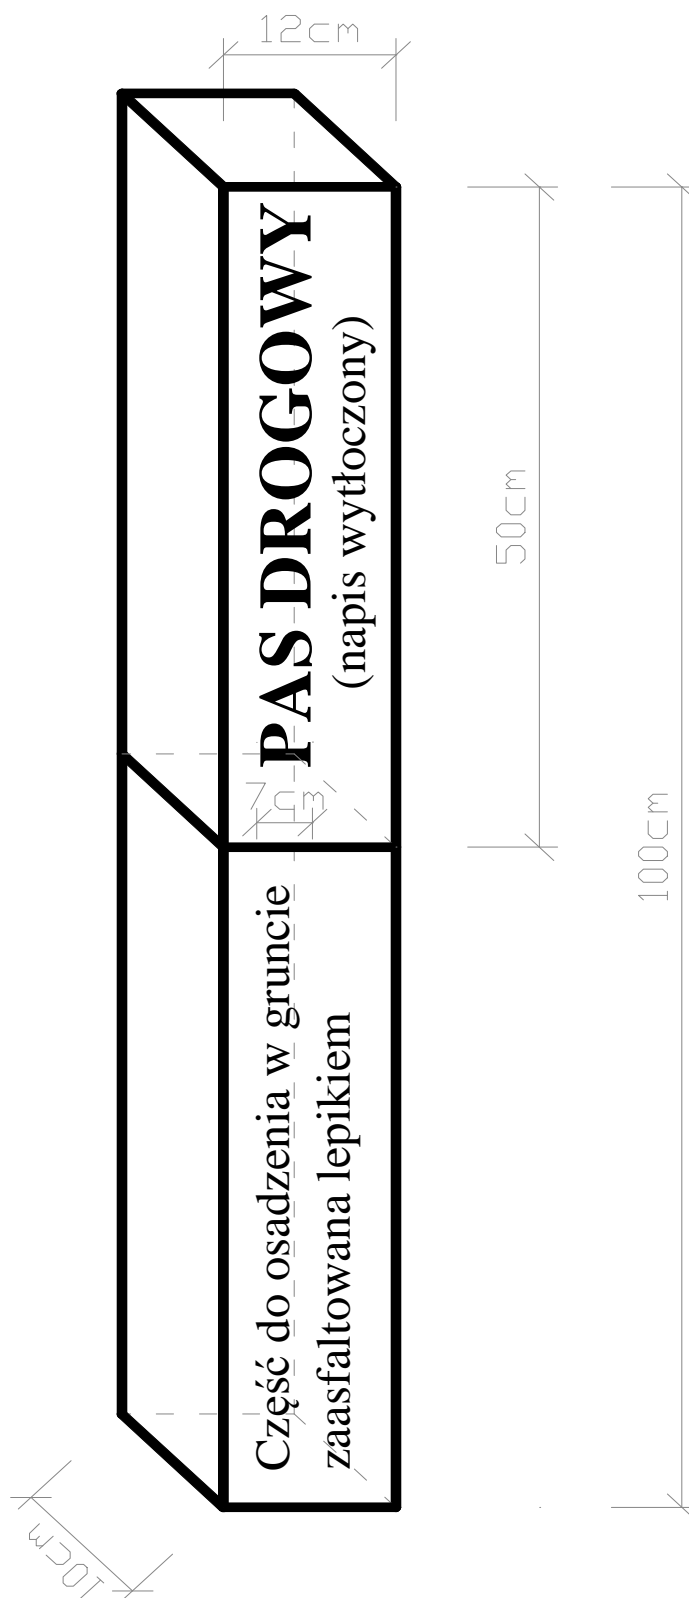 12cm
PAS DROGOWY
(napis wytłoczony)
50cm
7cm
100cm
Część do osadzenia w gruncie
zaasfaltowana lepikiem
10cm